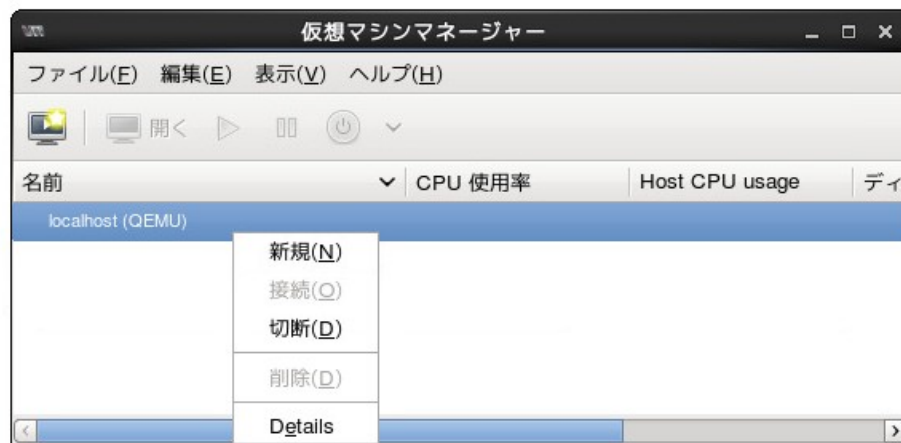 仮想マシンマネージャー
ファイル(F) 編集(E) 表示(V) ヘルプ(H)
開く
名前 CPU 使用率 Host CPU usage ディ
localhost (QEMU)
新規(N)
接続(O)
切断(D)
削除(D)
Details